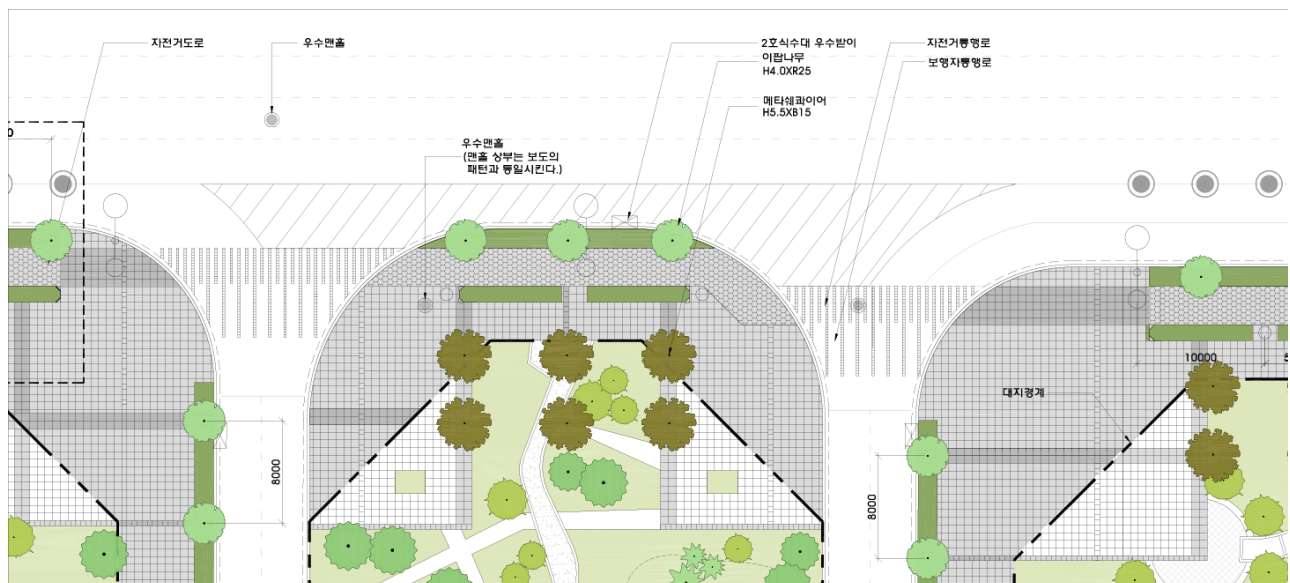 자전거도로
우수맨홀
2호식수대 우수받이
이팝나무
H4.0XR25
메타쉐콰이어
H5.5XB15
자전거통행로
보행자통행로
우수맨홀
(맨홀 상부는 보도의
패턴과 통일시킨다.)
대지경계
10000
8000
8000